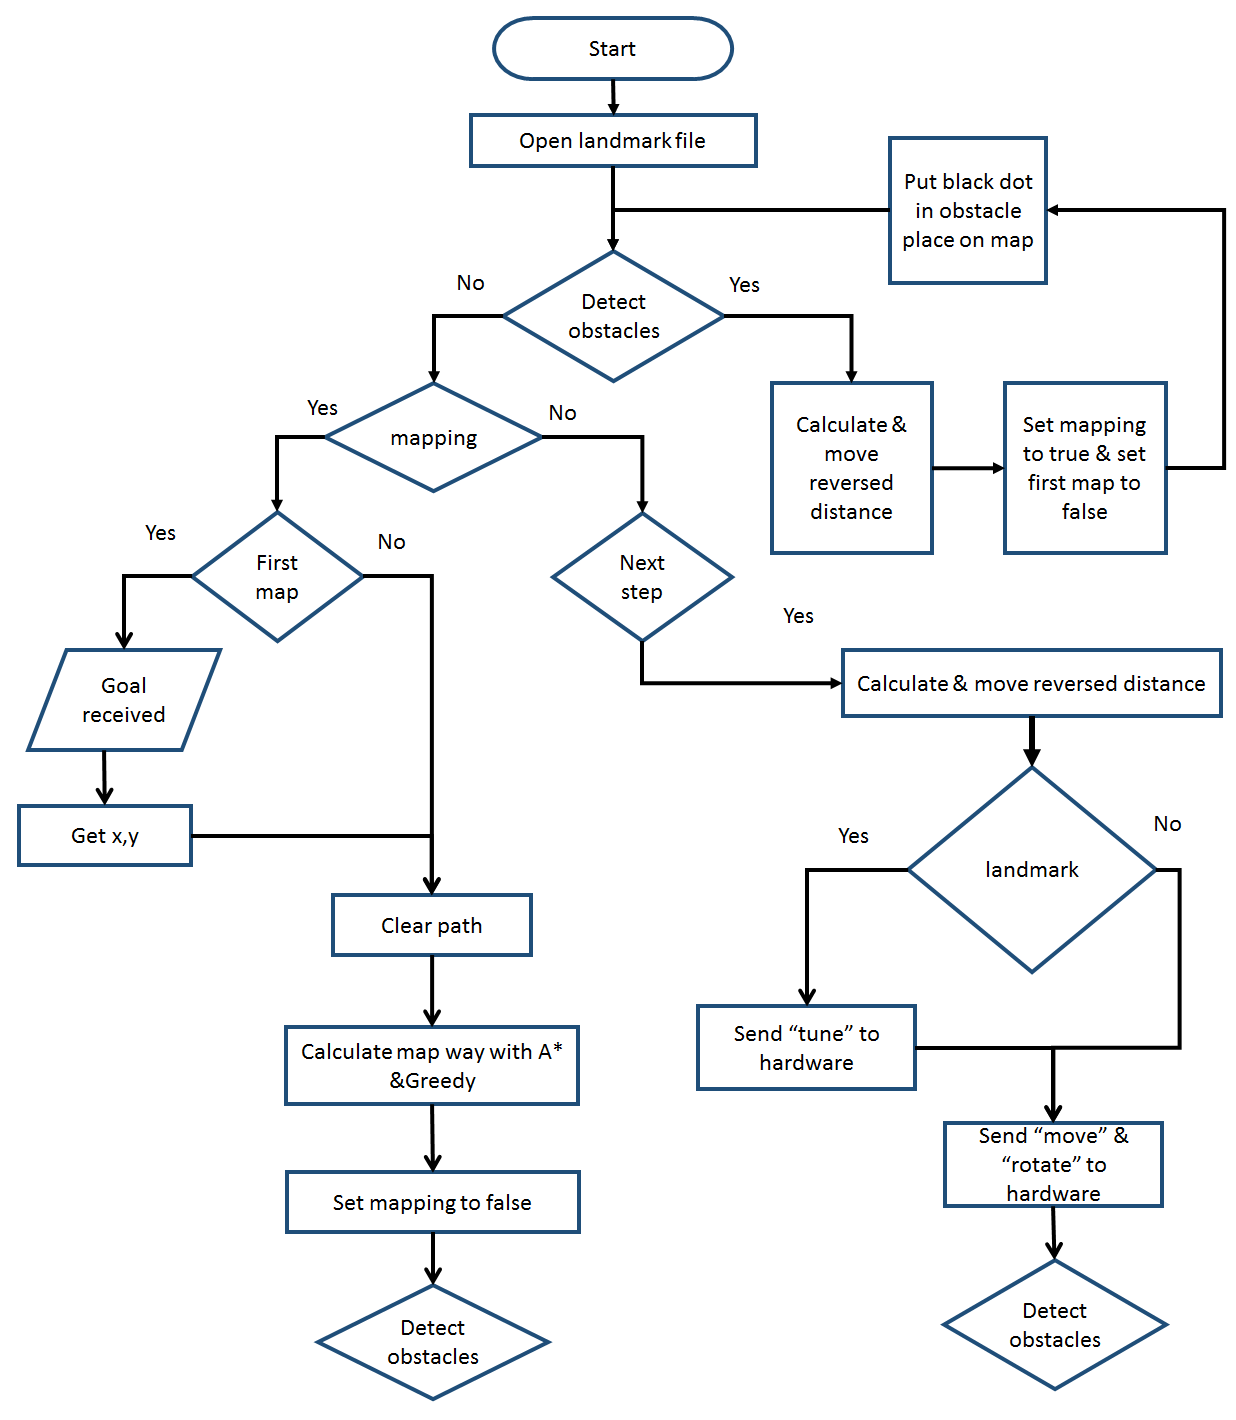 Start
Open landmark file
Put black dot
in obstacle
place on map
No
Yes
Detect
obstacles
Yes
No
mapping
Calculate &
move
reversed
distance
Set mapping
to true & set
first map to
false
Yes
No
First
map
Next
step
Yes
Goal
received
Calculate & move reversed distance
Get x,y
Yes
No
landmark
Clear path
Send “tune” to
hardware
Calculate map way with A*
&Greedy
Send “move” &
“rotate” to
hardware
Set mapping to false
Detect
obstacles
Detect
obstacles